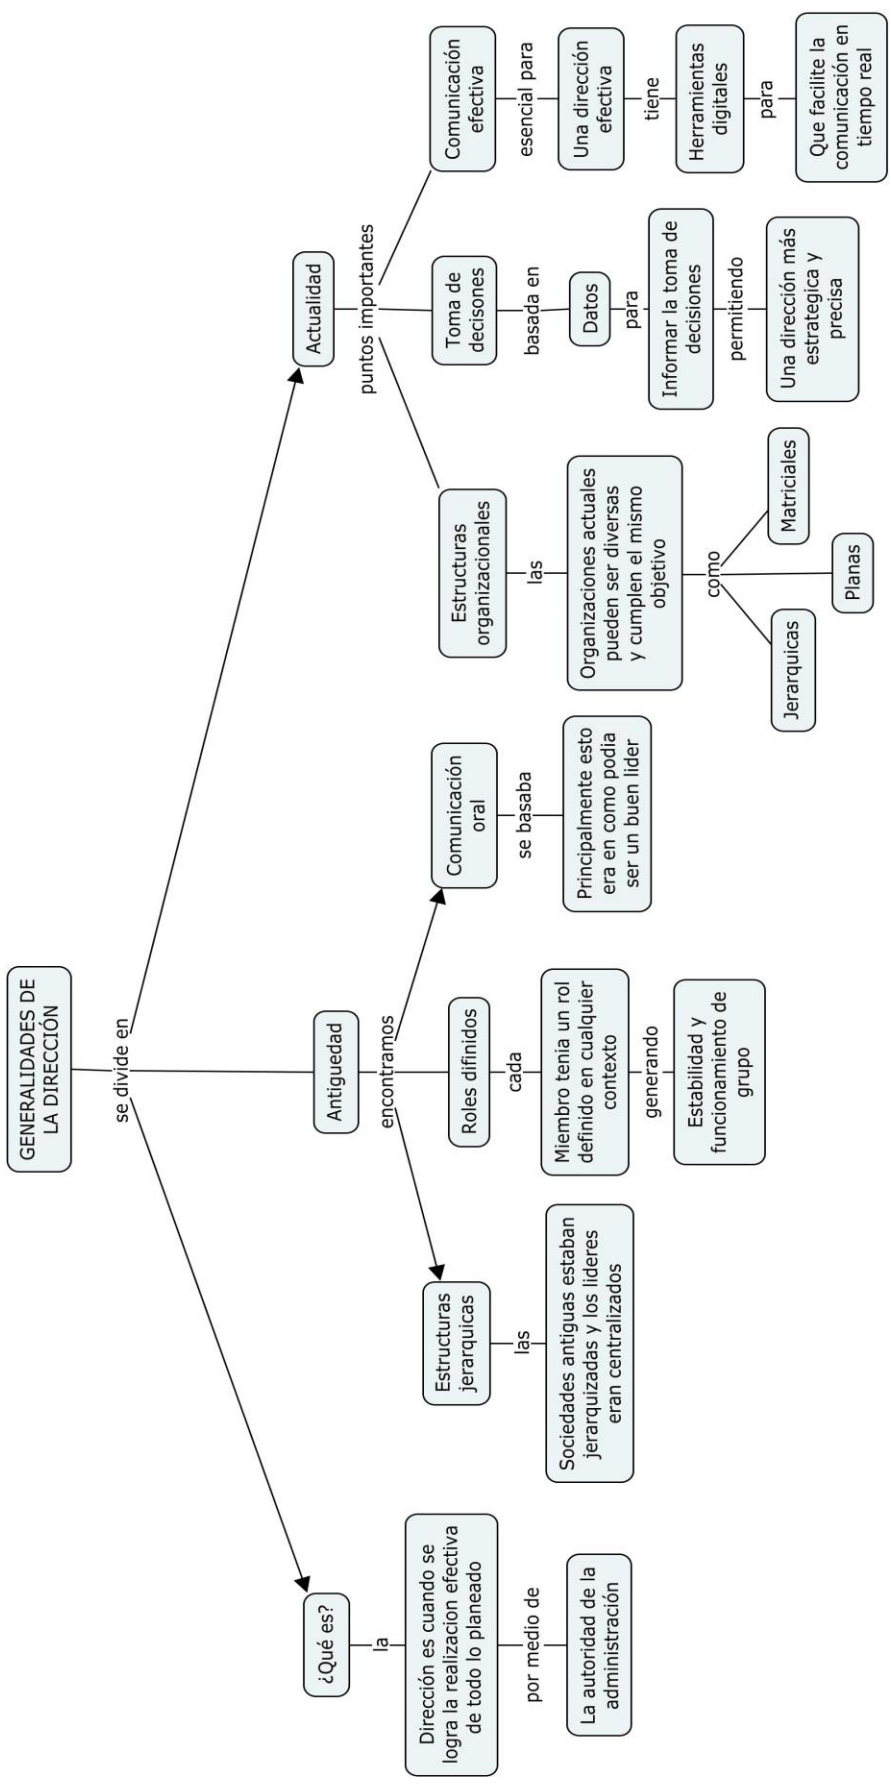 GENERALIDADES DE
LA DIRECCIÓN
se divide en
¿Qué es?
la
Dirección es cuando se
logra la realizacion efectiva
de todo lo planeado
por medio de
La autoridad de la
administración
Antiguedad
encontramos
Estructuras
jerarquicas
las
Sociedades antiguas estaban
jerarquizadas y los lideres
eran centralizados
Roles difinidos
cada
Miembro tenia un rol
definido en cualquier
contexto
generando
Estabilidad y
funcionamiento de
grupo
Comunicación
oral
se basaba
Principalmente esto
era en como podia
ser un buen lider
Actualidad
puntos importantes
Estructuras
organizacionales
las
Organizaciones actuales
pueden ser diversas
y cumplen el mismo
objetivo
como
Jerarquicas
Planas
Matriciales
Toma de
decisones
basada en
Datos
para
Informar la toma de
decisiones
permitiendo
Una dirección más
estrategica y
precisa
Comunicación
efectiva
esencial para
Una dirección
efectiva
tiene
Herramientas
digitales
para
Que facilite la
comunicación en
tiempo real